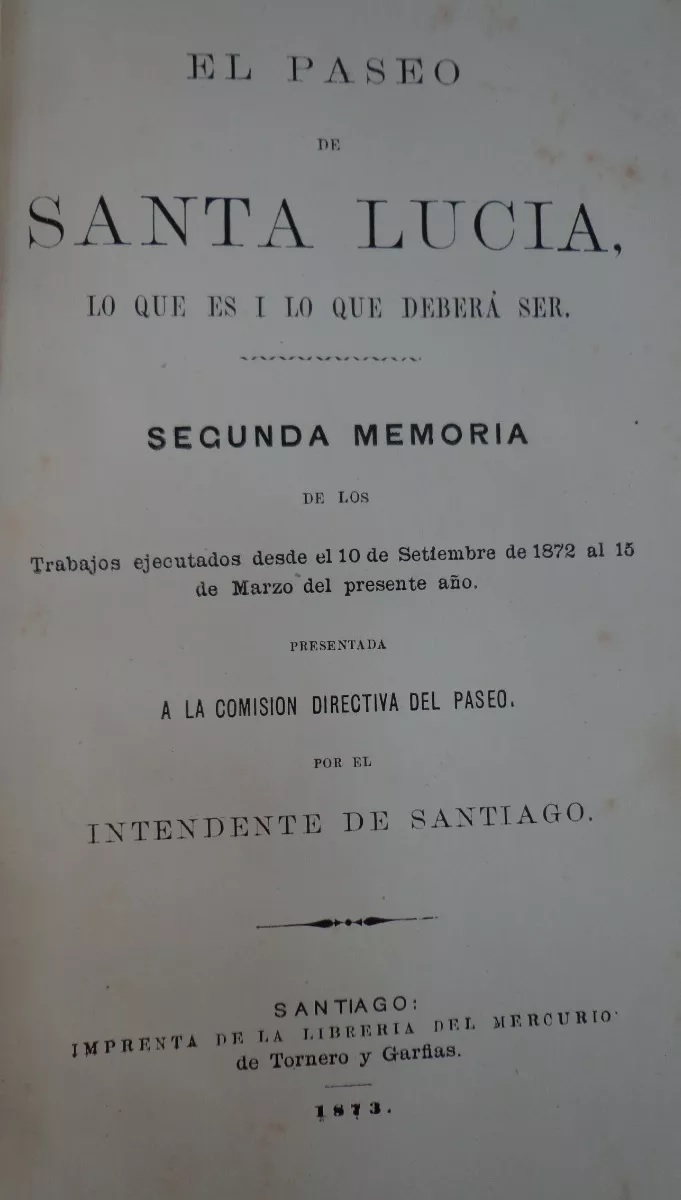 EL PASEO
DE
SANTA LUCIA,
LO QUE ES I LO QUE DEBERÁ SER.
SEGUNDA MEMORIA
DE LOS
Trabajos ejecutados desde el 10 de Setiembre de 1872 al 15
de Marzo del presente año.
PRESENTADA
A LA COMISION DIRECTIVA DEL PASEO.
POR EL
INTENDENTE DE SANTIAGO.
SANTIAGO:
IMPRENTA DE LA LIBRERIA DEL MERCURIO
de Tornero y Garfias.
1873.